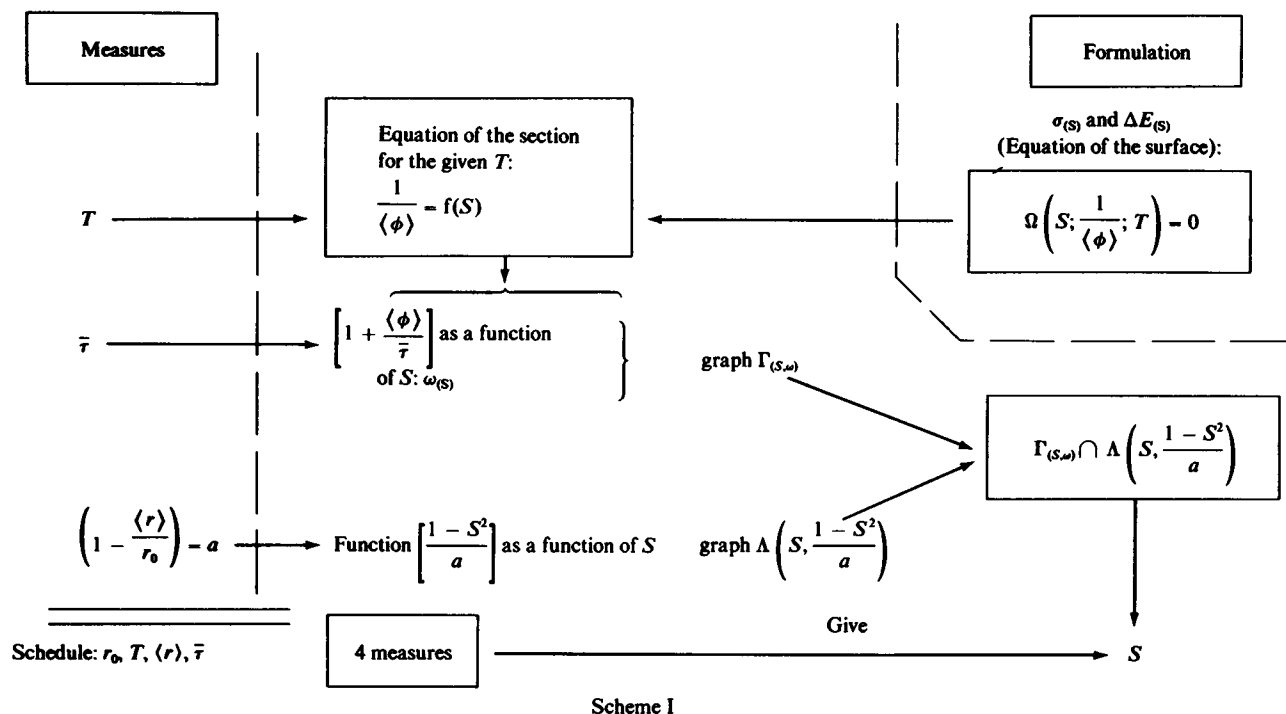 Measures
Formulation
σ(S) and ΔE(S)
(Equation of the surface):
Ω(S; 1/⟨ϕ⟩; T) = 0
Equation of the section
for the given T:
1/⟨ϕ⟩ = f(S)
T
τ̄
[1 + ⟨ϕ⟩/τ̄] as a function
of S: ω(S)
graph Γ(S,ω)
Γ(S,ω) ∩ Λ(S, (1 − S²)/a)
(1 − ⟨r⟩/r₀) = a
Function [(1 − S²)/a] as a function of S
graph Λ(S, (1 − S²)/a)
Schedule: r₀, T, ⟨r⟩, τ̄
4 measures
Give
S
Scheme I